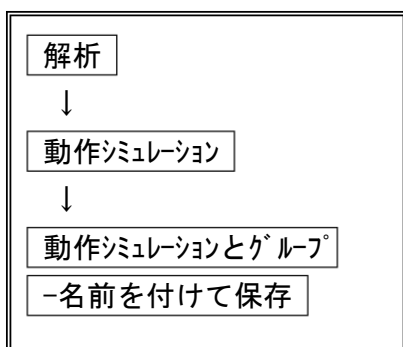 解析
↓
動作ｼﾐｭﾚｰｼｮﾝ
↓
動作ｼﾐｭﾚｰｼｮﾝとｸﾞﾙｰﾌﾟ
-名前を付けて保存